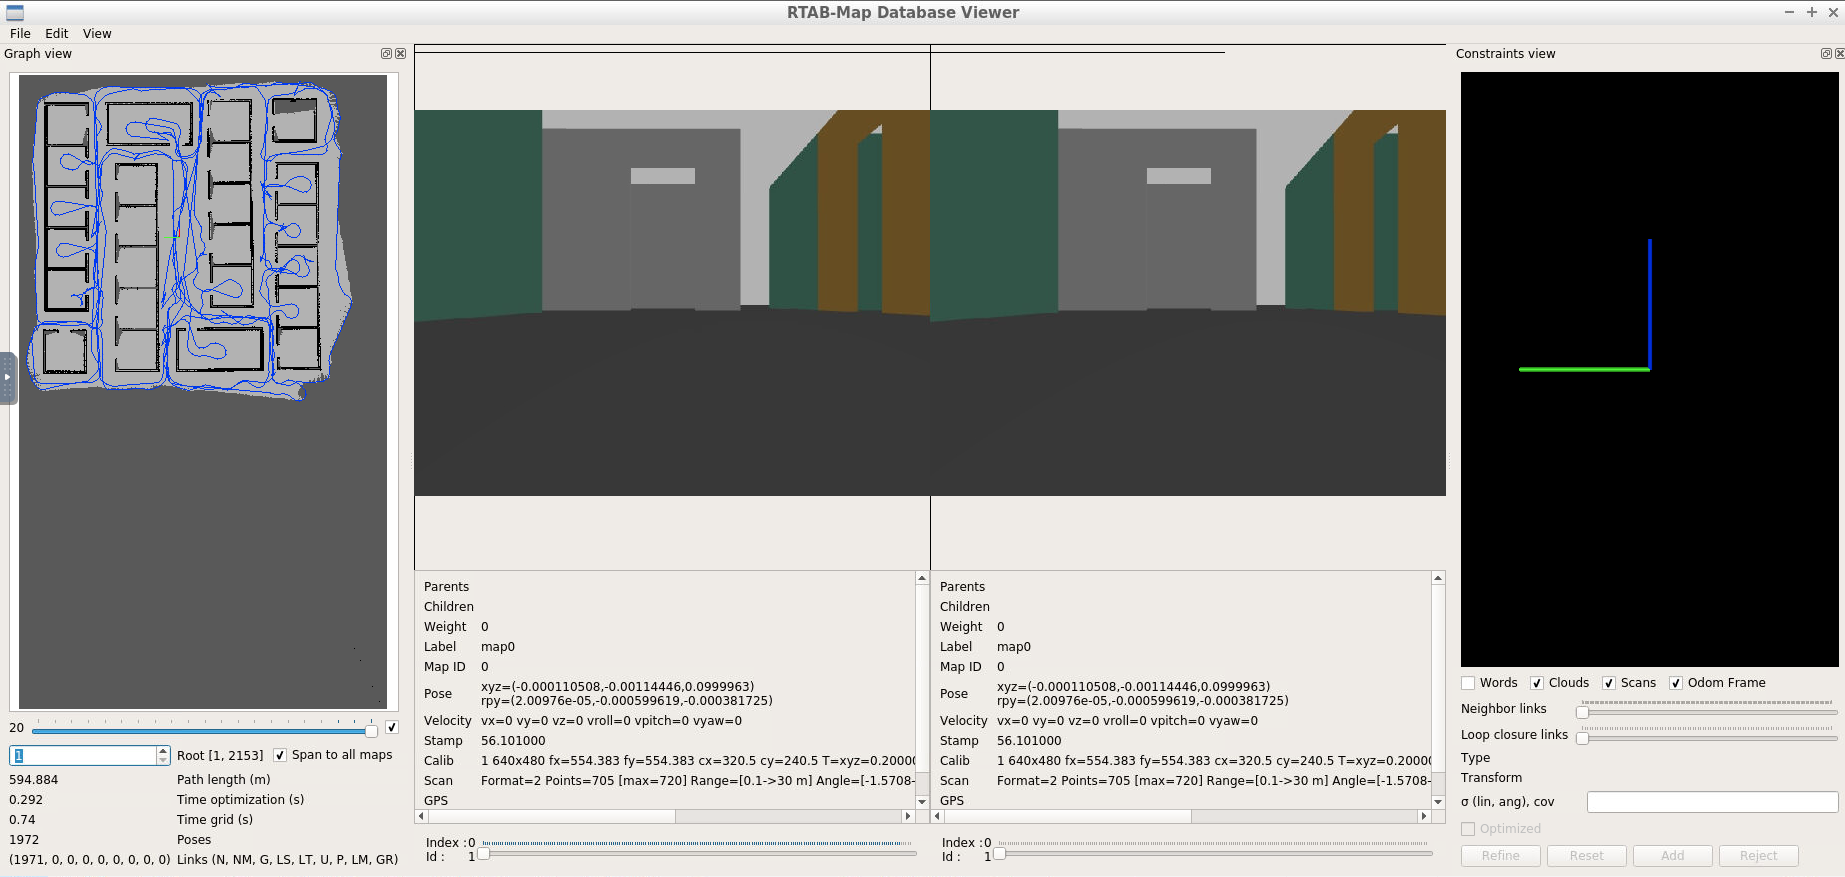 RTAB-Map Database Viewer
File Edit View
Graph view
Constraints view
20
1 Root [1, 2153] Span to all maps
594.884 Path length (m)
0.292 Time optimization (s)
0.74 Time grid (s)
1972 Poses
(1971, 0, 0, 0, 0, 0, 0, 0, 0) Links (N, NM, G, LS, LT, U, P, LM, GR)
Parents
Children
Weight 0
Label map0
Map ID 0
Pose xyz=(-0.000110508,-0.00114446,0.0999963)
rpy=(2.00976e-05,-0.000599619,-0.000381725)
Velocity vx=0 vy=0 vz=0 vroll=0 vpitch=0 vyaw=0
Stamp 56.101000
Calib 1 640x480 fx=554.383 fy=554.383 cx=320.5 cy=240.5 T=xyz=0.20000
Scan Format=2 Points=705 [max=720] Range=[0.1->30 m] Angle=[-1.5708-
GPS
Index : 0
Id : 1
Parents
Children
Weight 0
Label map0
Map ID 0
Pose xyz=(-0.000110508,-0.00114446,0.0999963)
rpy=(2.00976e-05,-0.000599619,-0.000381725)
Velocity vx=0 vy=0 vz=0 vroll=0 vpitch=0 vyaw=0
Stamp 56.101000
Calib 1 640x480 fx=554.383 fy=554.383 cx=320.5 cy=240.5 T=xyz=0.20000
Scan Format=2 Points=705 [max=720] Range=[0.1->30 m] Angle=[-1.5708-
GPS
Index : 0
Id : 1
Words Clouds Scans Odom Frame
Neighbor links
Loop closure links
Type
Transform
σ (lin, ang), cov
Optimized
Refine Reset Add Reject